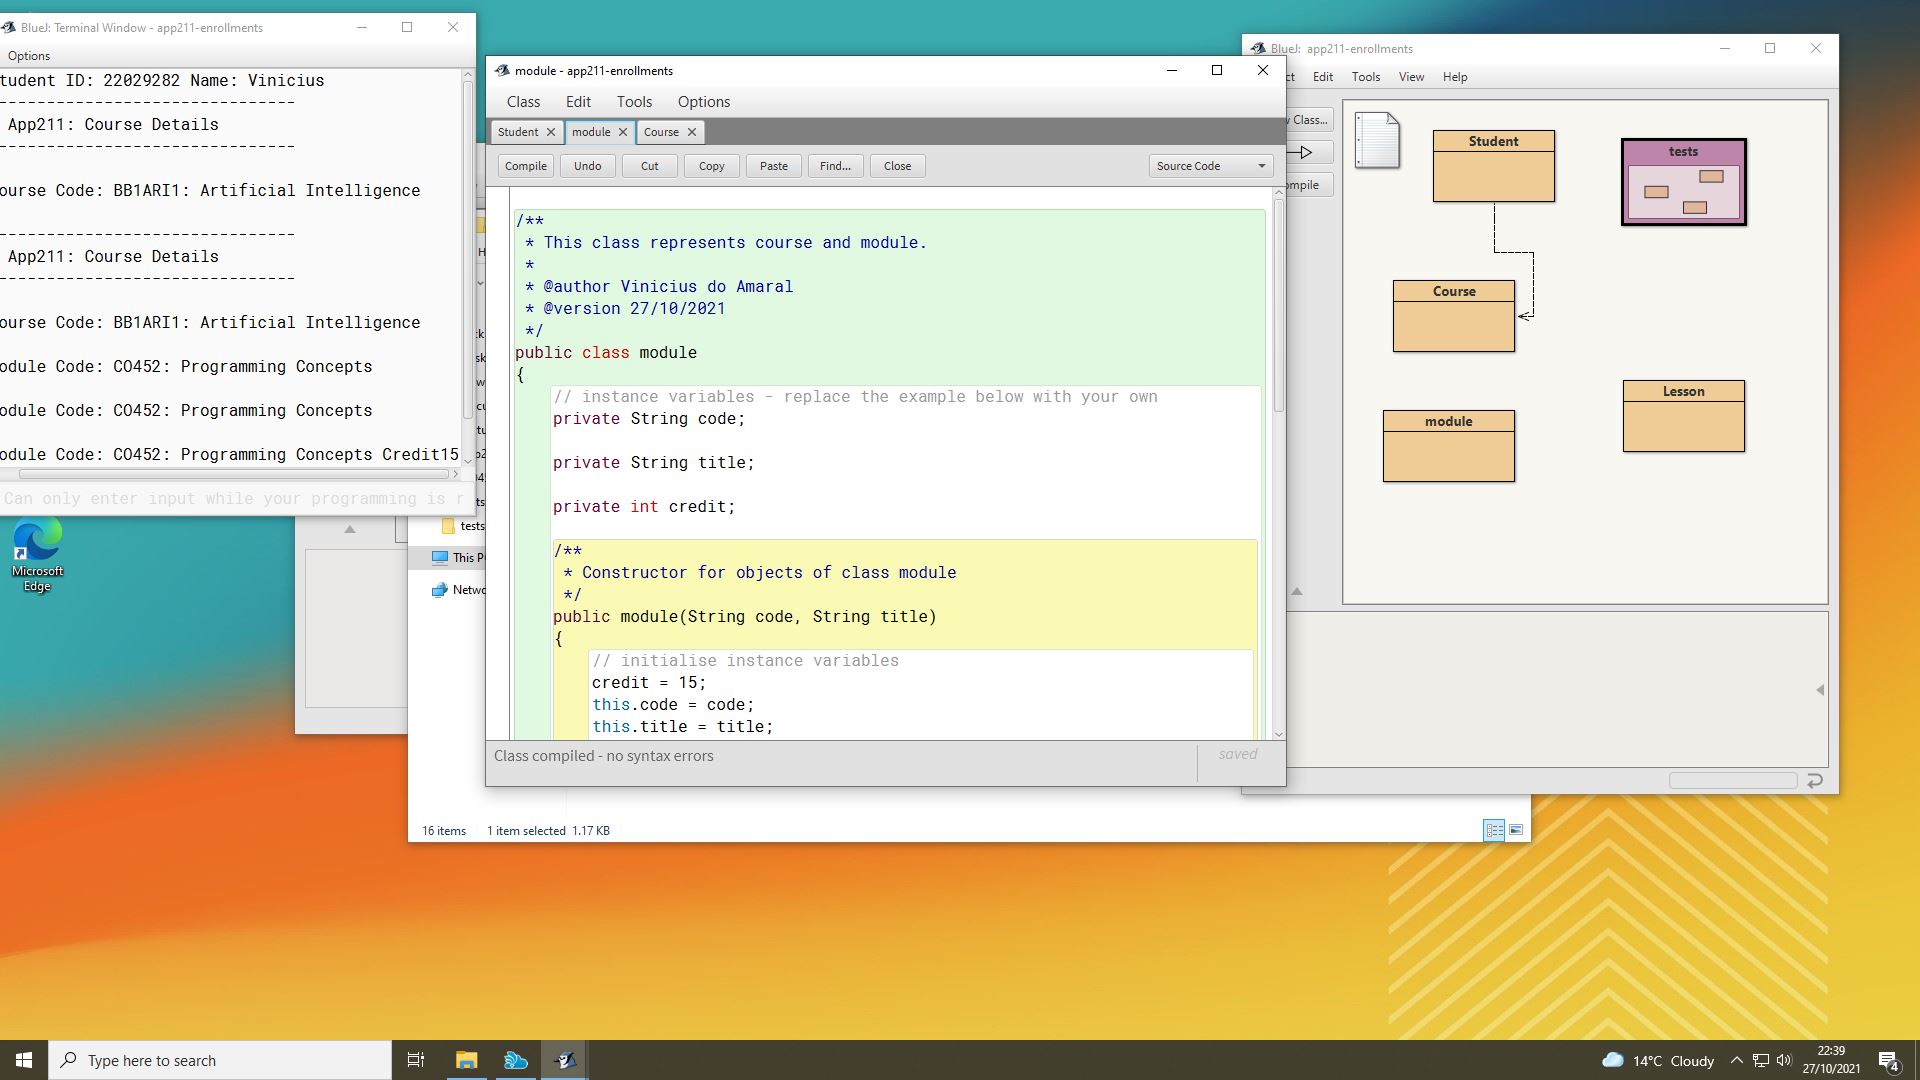 BlueJ: Terminal Window - app211-enrollments
Options
tudent ID: 22029282 Name: Vinicius
-------------------------------
App211: Course Details
-------------------------------
ourse Code: BB1ARI1: Artificial Intelligence
-------------------------------
App211: Course Details
-------------------------------
ourse Code: BB1ARI1: Artificial Intelligence
odule Code: CO452: Programming Concepts
odule Code: CO452: Programming Concepts
odule Code: CO452: Programming Concepts Credit15
Can only enter input while your programming is r
Microsoft
Edge
tests
This P
Netwo
16 items 1 item selected 1.17 KB
module - app211-enrollments
Class Edit Tools Options
Student module Course
Compile Undo Cut Copy Paste Find... Close Source Code
/**
* This class represents course and module.
*
* @author Vinicius do Amaral
* @version 27/10/2021
*/
public class module
{
// instance variables - replace the example below with your own
private String code;
private String title;
private int credit;
/**
* Constructor for objects of class module
*/
public module(String code, String title)
{
// initialise instance variables
credit = 15;
this.code = code;
this.title = title;
Class compiled - no syntax errors
saved
BlueJ: app211-enrollments
ct Edit Tools View Help
Class...
mpile
Student
tests
Course
Lesson
module
Type here to search
14°C Cloudy
22:39
27/10/2021
4